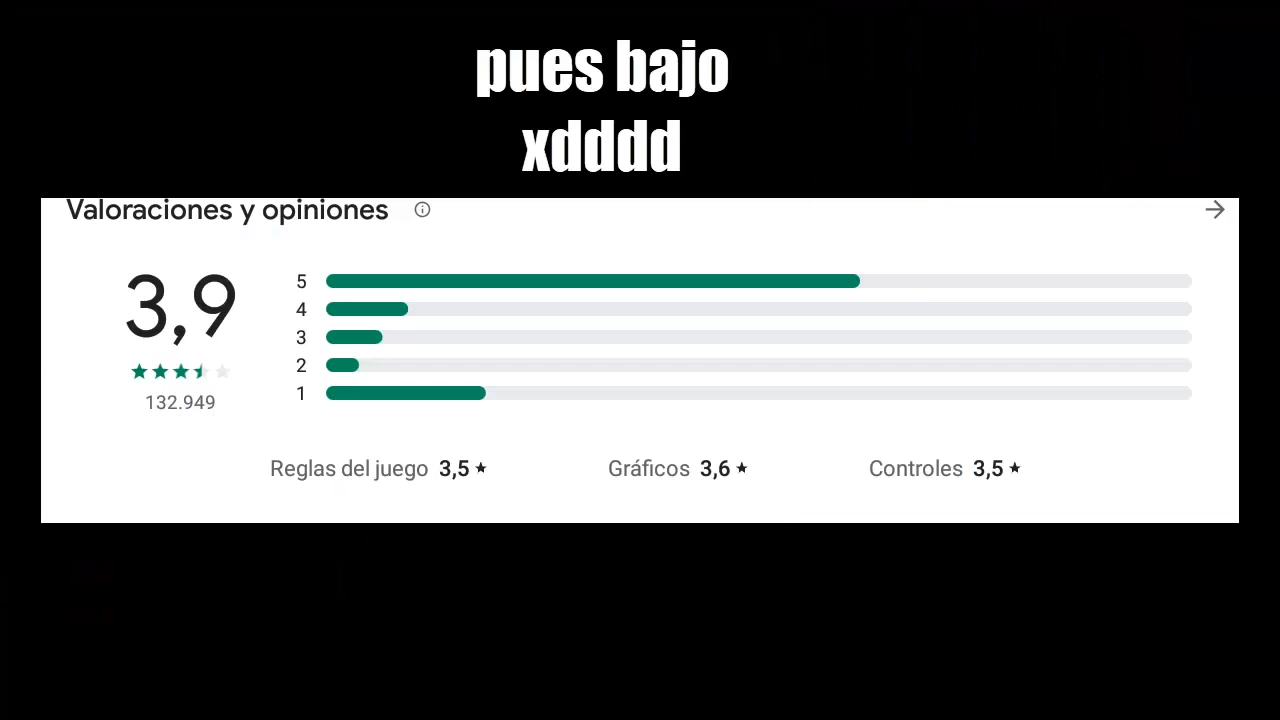 pues bajo
xdddd
Valoraciones y opiniones
3,9
132.949
5
4
3
2
1
Reglas del juego 3,5 ★
Gráficos 3,6 ★
Controles 3,5 ★